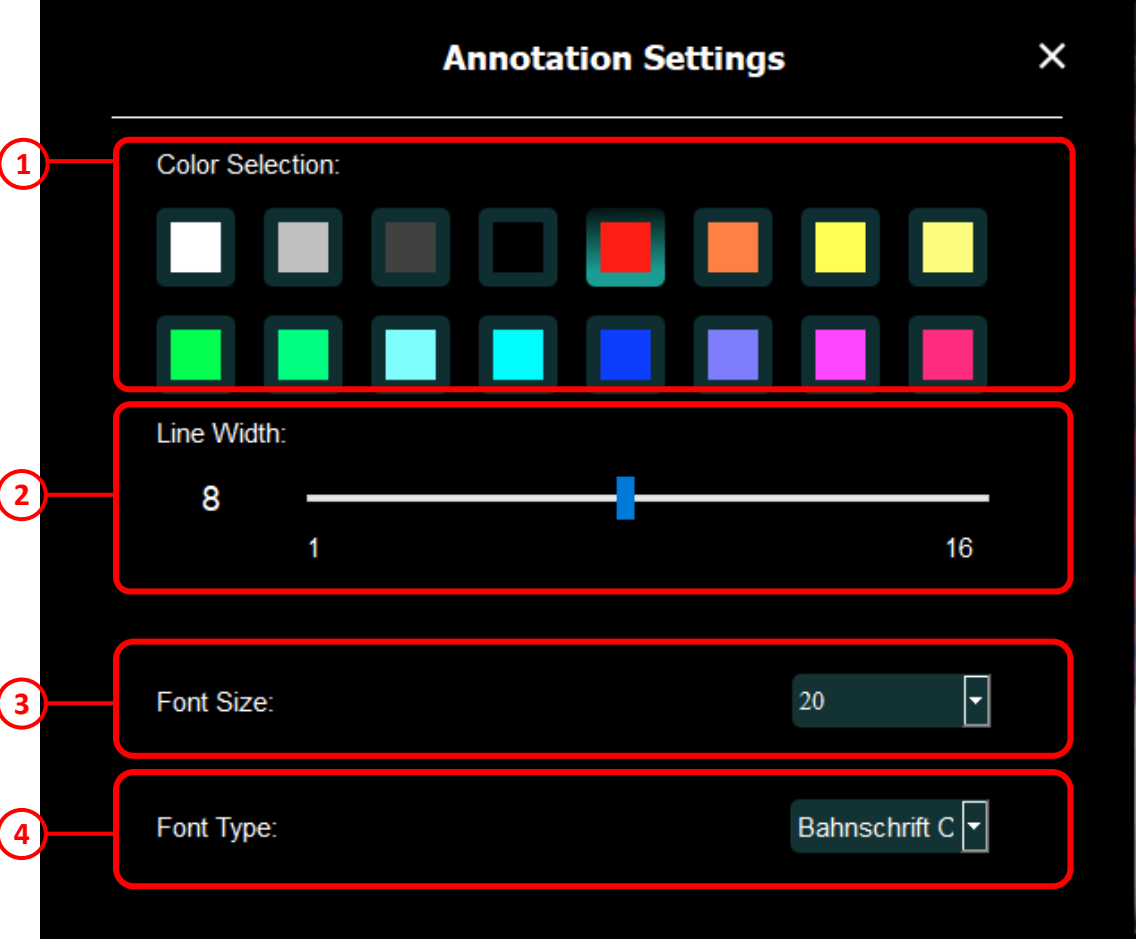 Annotation Settings
1
Color Selection:
2
Line Width:
8
1
16
3
Font Size:
20
4
Font Type:
Bahnschrift C